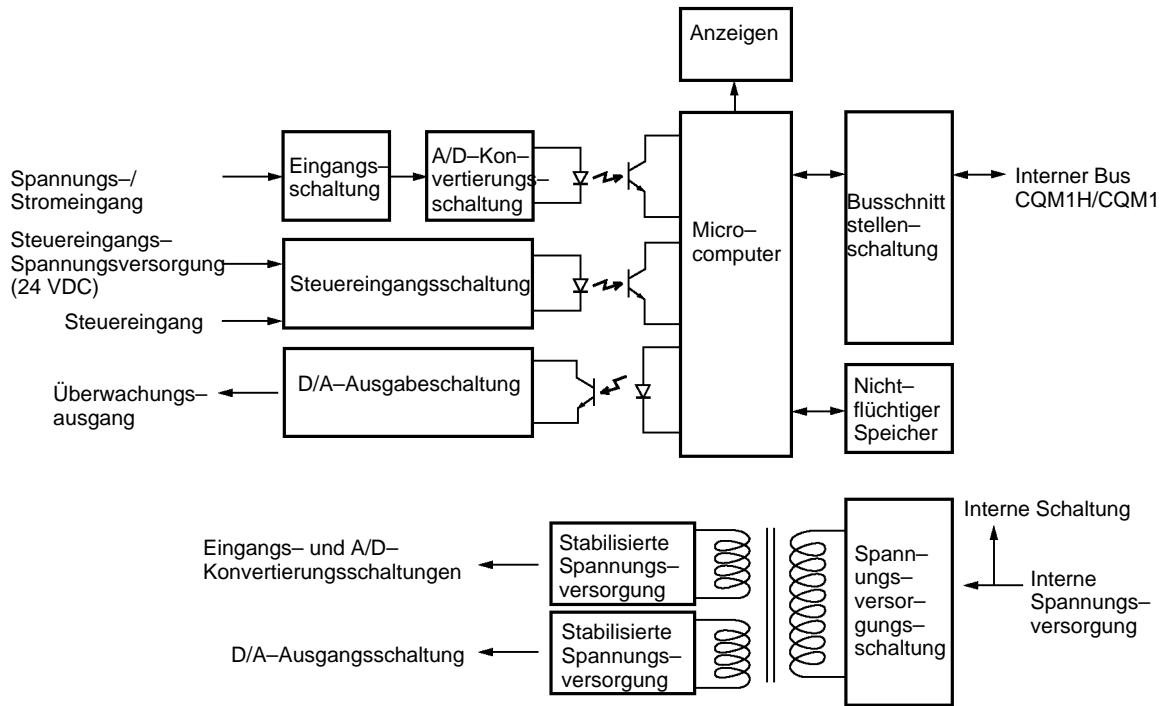 Anzeigen
Spannungs–/
Stromeingang
Eingangs–
schaltung
A/D–Kon–
vertierungs–
schaltung
Micro–
computer
Busschnitt
stellen–
schaltung
Interner Bus
CQM1H/CQM1
Steuereingangs–
Spannungsversorgung
(24 VDC)
Steuereingang
Steuereingangsschaltung
Überwachungs–
ausgang
D/A–Ausgabeschaltung
Nicht–
flüchtiger
Speicher
Eingangs– und A/D–
Konvertierungsschaltungen
Stabilisierte
Spannungs–
versorgung
D/A–Ausgangsschaltung
Stabilisierte
Spannungs–
versorgung
Spann–
ungs–
versor–
gungs–
schaltung
Interne Schaltung
Interne
Spannungs–
versorgung